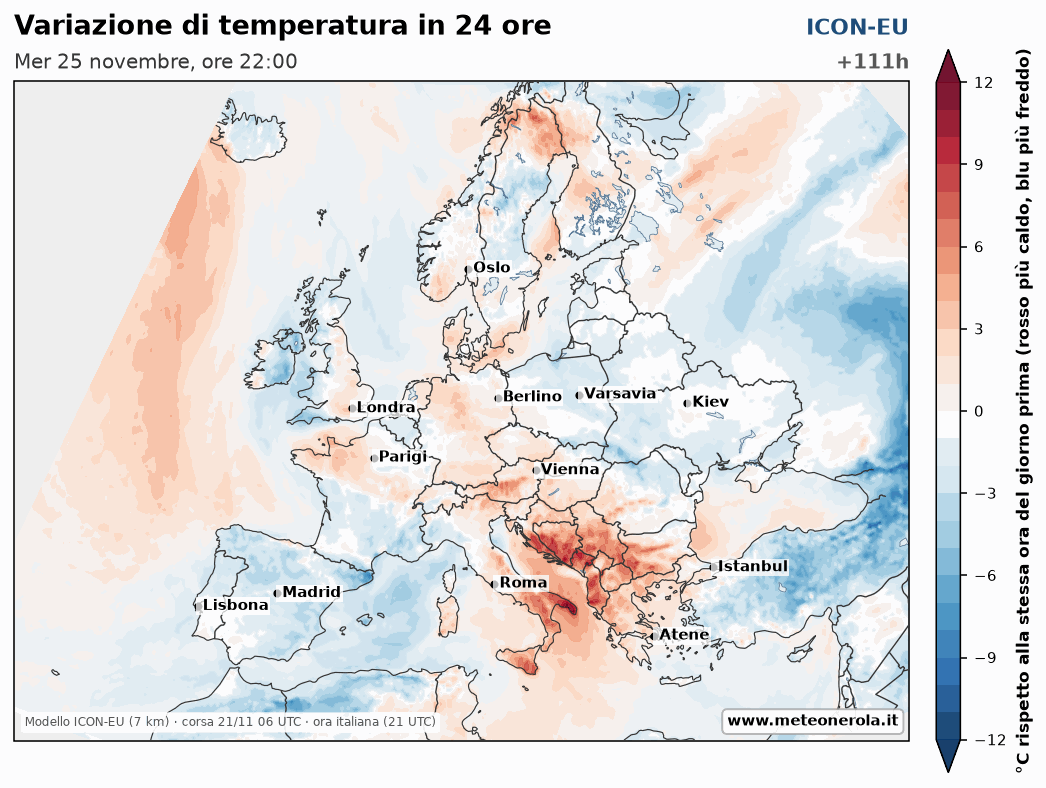 Variazione di temperatura in 24 ore
ICON-EU
Mer 25 novembre, ore 22:00
+111h
Oslo
Berlino
Varsavia
Kiev
Londra
Parigi
Vienna
Istanbul
Roma
Madrid
Lisbona
Atene
Modello ICON-EU (7 km) · corsa 21/11 06 UTC · ora italiana (21 UTC)
www.meteonerola.it
12
9
6
3
0
−3
−6
−9
−12
°C rispetto alla stessa ora del giorno prima (rosso più caldo, blu più freddo)